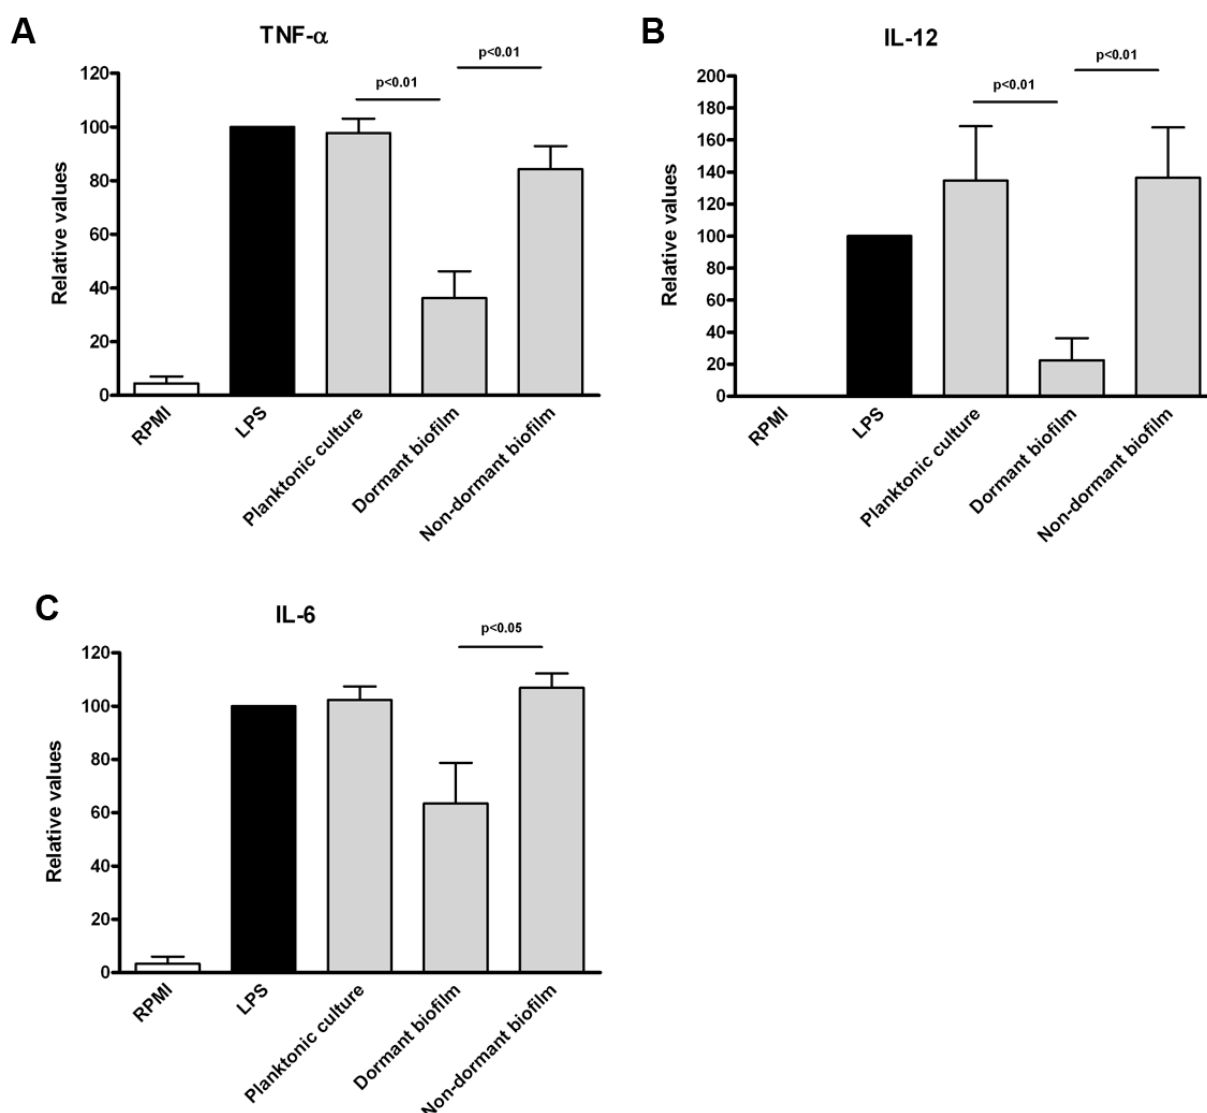 A
TNF-α
p<0.01
p<0.01
Relative values
120
100
80
60
40
20
0
RPMI
LPS
Planktonic culture
Dormant biofilm
Non-dormant biofilm
B
IL-12
p<0.01
p<0.01
Relative values
200
180
160
140
120
100
80
60
40
20
0
RPMI
LPS
Planktonic culture
Dormant biofilm
Non-dormant biofilm
C
IL-6
p<0.05
Relative values
120
100
80
60
40
20
0
RPMI
LPS
Planktonic culture
Dormant biofilm
Non-dormant biofilm